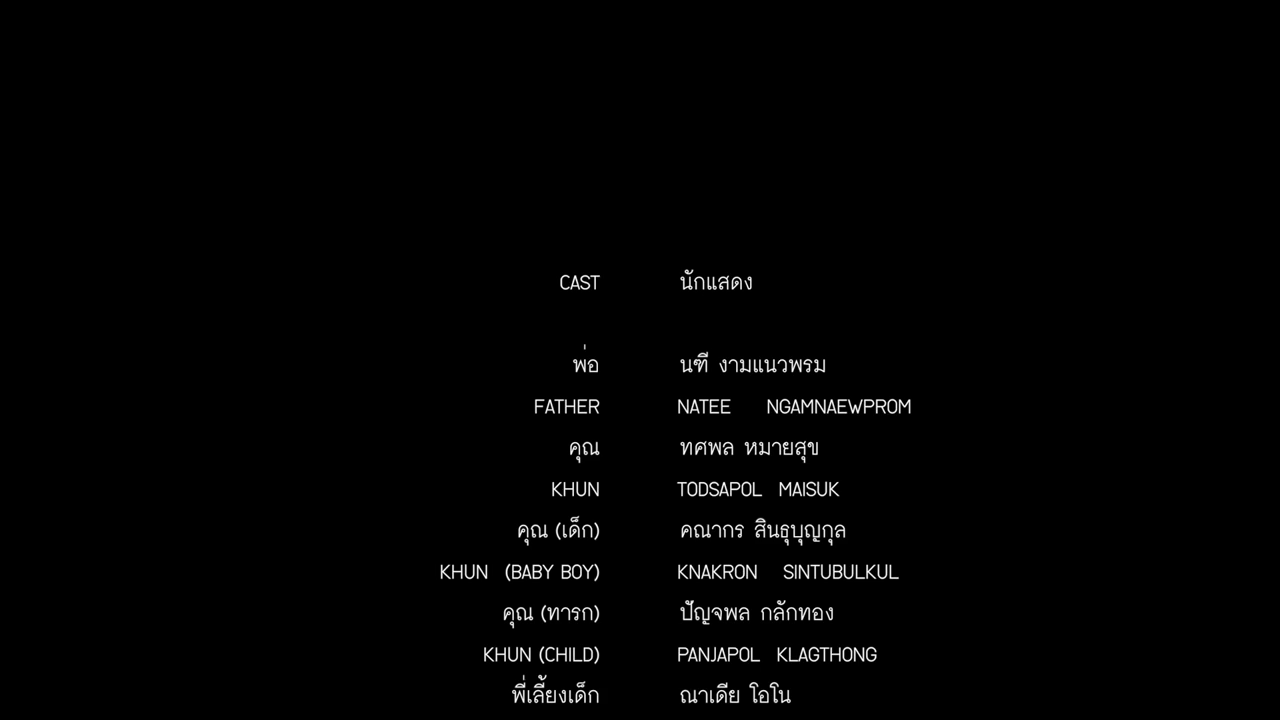 CAST นักแสดง
พ่อ นฑี งามแนวพรม
FATHER NATEE NGAMNAEWPROM
คุณ ทศพล หมายสุข
KHUN TODSAPOL MAISUK
คุณ (เด็ก) คณากร สินธุบุญกุล
KHUN (BABY BOY) KNAKRON SINTUBULKUL
คุณ (ทารก) ปัญจพล กลักทอง
KHUN (CHILD) PANJAPOL KLAGTHONG
พี่เลี้ยงเด็ก ณาเดีย โอโน